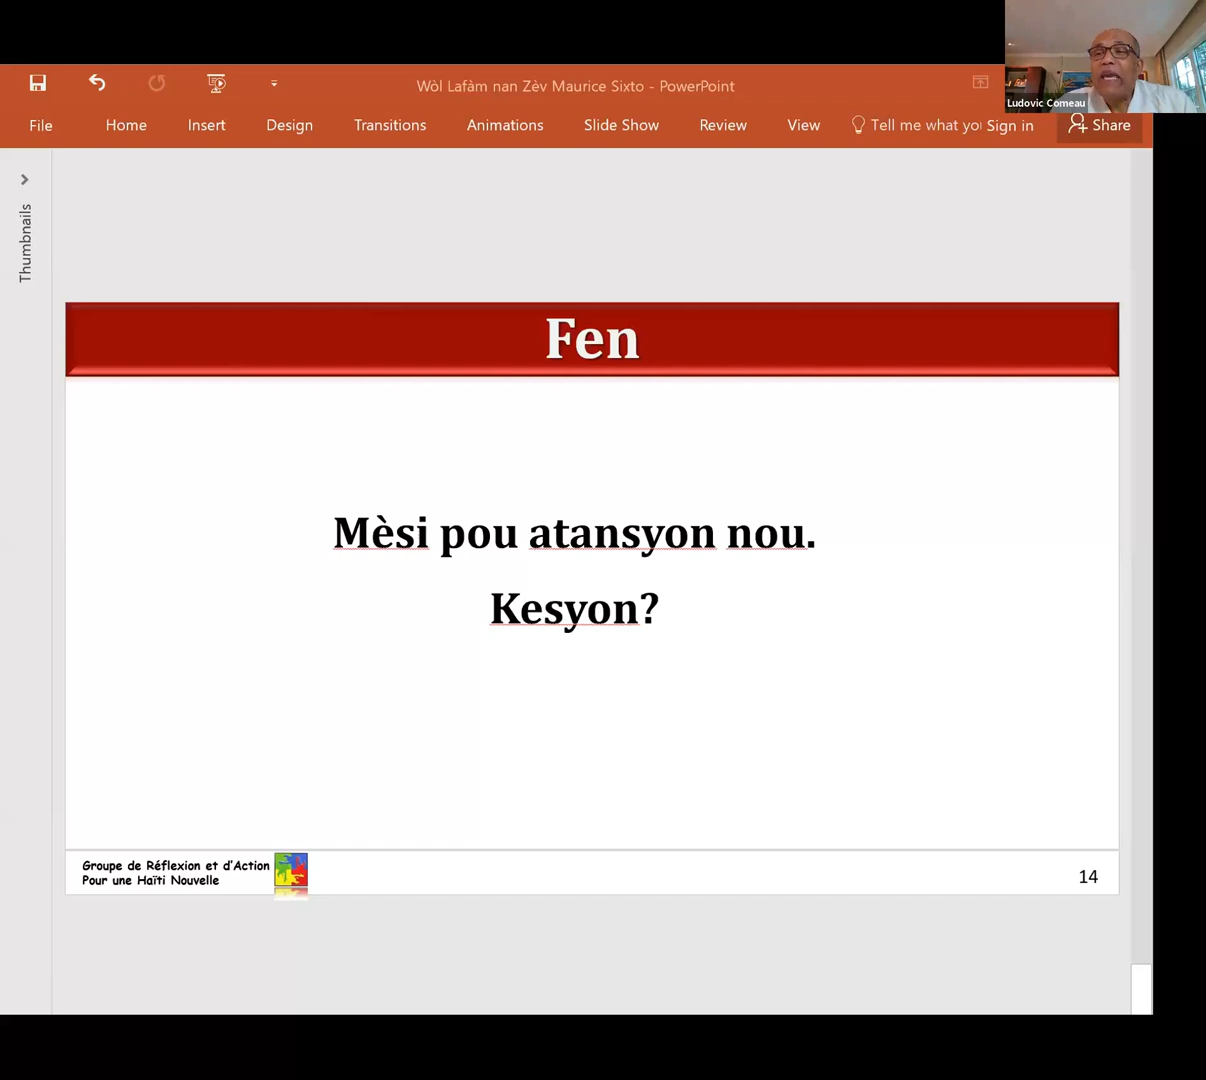 Wòl Lafàm nan Zèv Maurice Sixto - PowerPoint
Ludovic Comeau
File Home Insert Design Transitions Animations Slide Show Review View Tell me what yo Sign in Share
Thumbnails
Fen
Mèsi pou atansyon nou.
Kesyon?
Groupe de Réflexion et d'Action
Pour une Haïti Nouvelle
14